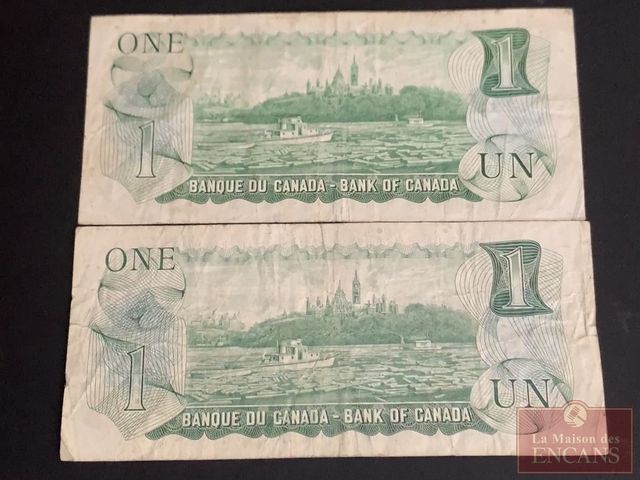 ONE
1
1
UN
BANQUE DU CANADA - BANK OF CANADA
ONE
1
1
UN
BANQUE DU CANADA - BANK OF CANADA
La Maison des
ENCANS